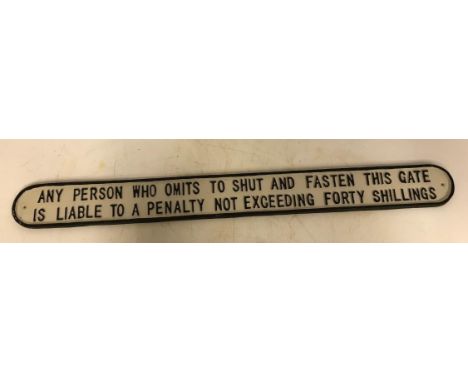 ANY PERSON WHO OMITS TO SHUT AND FASTEN THIS GATE
IS LIABLE TO A PENALTY NOT EXCEEDING FORTY SHILLINGS